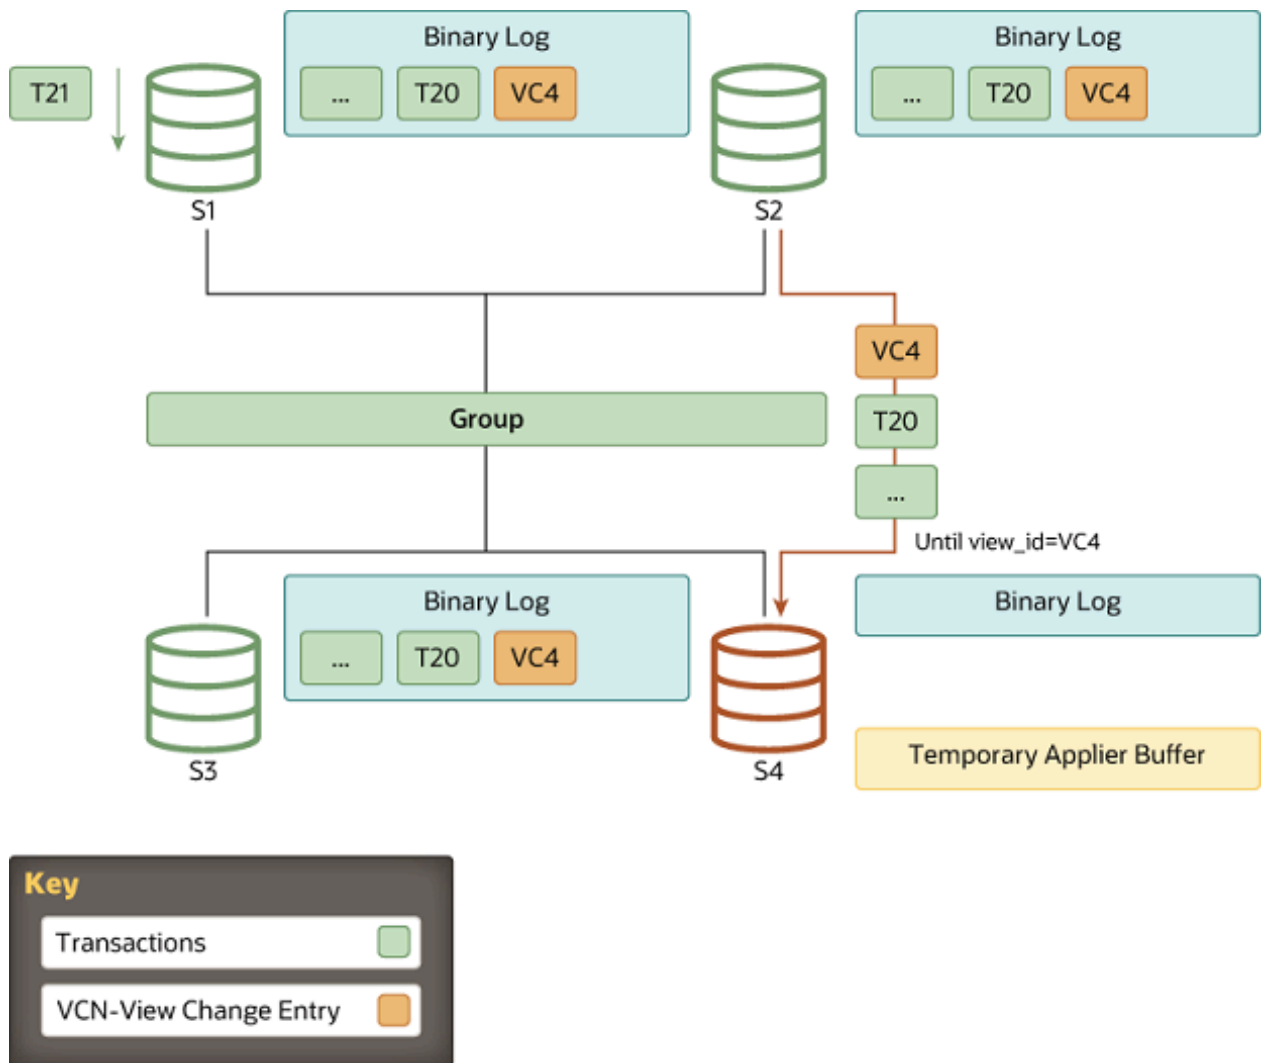 Binary Log
Binary Log
T21
... T20 VC4
... T20 VC4
S1
S2
VC4
Group
T20
...
Until view_id=VC4
Binary Log
Binary Log
... T20 VC4
Temporary Applier Buffer
S3
S4
Key
Transactions
VCN-View Change Entry